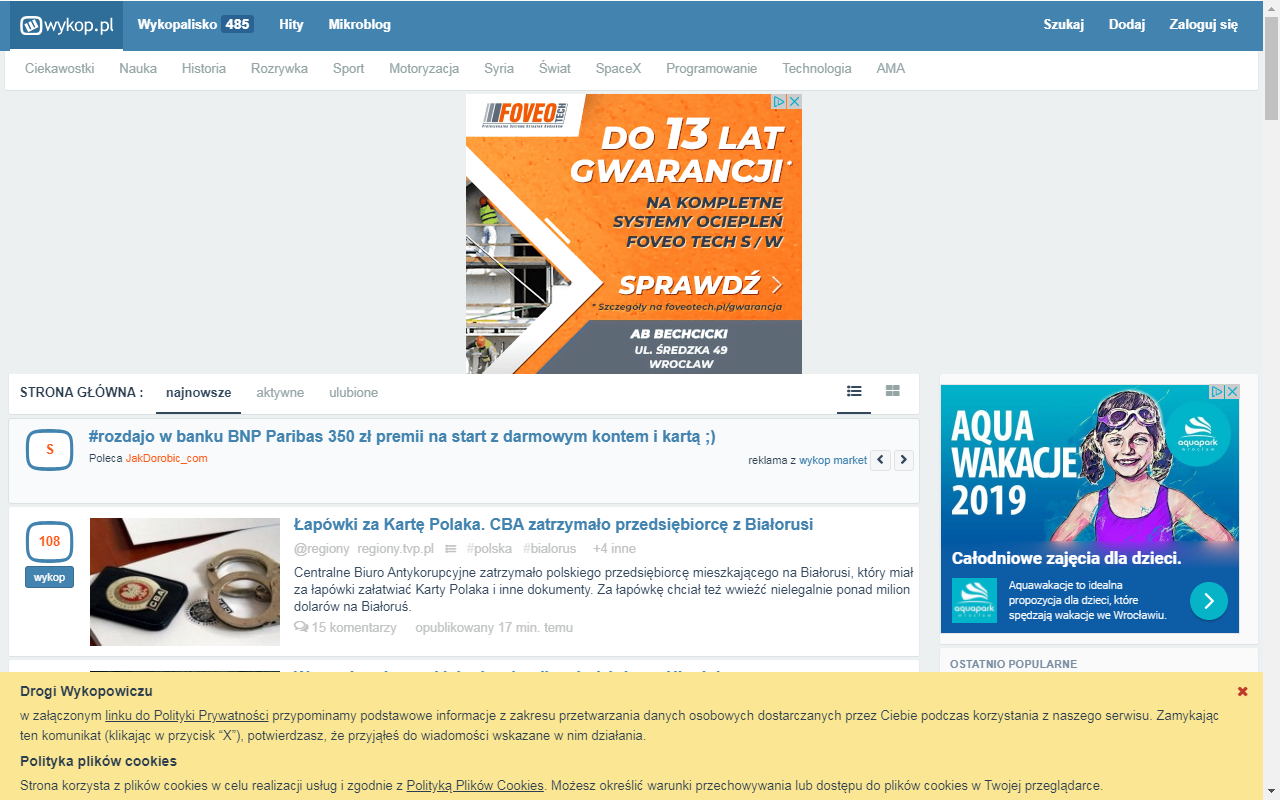 wykop.pl Wykopalisko 485 Hity Mikroblog Szukaj Dodaj Zaloguj się
Ciekawostki Nauka Historia Rozrywka Sport Motoryzacja Syria Świat SpaceX Programowanie Technologia AMA
FOVEO TECH
DO 13 LAT
GWARANCJI*
NA KOMPLETNE
SYSTEMY OCIEPLEŃ
FOVEO TECH S / W
SPRAWDŹ
* Szczegóły na foveotech.pl/gwarancja
AB BECHCICKI
UL. ŚREDZKA 49
WROCŁAW
STRONA GŁÓWNA : najnowsze aktywne ulubione
S
#rozdajo w banku BNP Paribas 350 zł premii na start z darmowym kontem i kartą ;)
Poleca JakDorobic_com
reklama z wykop market
108
wykop
CBA
Łapówki za Kartę Polaka. CBA zatrzymało przedsiębiorcę z Białorusi
@regiony regiony.tvp.pl #polska #bialorus +4 inne
Centralne Biuro Antykorupcyjne zatrzymało polskiego przedsiębiorcę mieszkającego na Białorusi, który miał
za łapówki załatwiać Karty Polaka i inne dokumenty. Za łapówkę chciał też wwieźć nielegalnie ponad milion
dolarów na Białoruś.
15 komentarzy opublikowany 17 min. temu
AQUA
WAKACJE
2019
aquapark
wrocław
Całodniowe zajęcia dla dzieci.
aquapark
wrocław
Aquawakacje to idealna
propozycja dla dzieci, które
spędzają wakacje we Wrocławiu.
OSTATNIO POPULARNE
Drogi Wykopowiczu
w załączonym linku do Polityki Prywatności przypominamy podstawowe informacje z zakresu przetwarzania danych osobowych dostarczanych przez Ciebie podczas korzystania z naszego serwisu. Zamykając
ten komunikat (klikając w przycisk “X”), potwierdzasz, że przyjąłeś do wiadomości wskazane w nim działania.
Polityka plików cookies
Strona korzysta z plików cookies w celu realizacji usług i zgodnie z Polityką Plików Cookies. Możesz określić warunki przechowywania lub dostępu do plików cookies w Twojej przeglądarce.